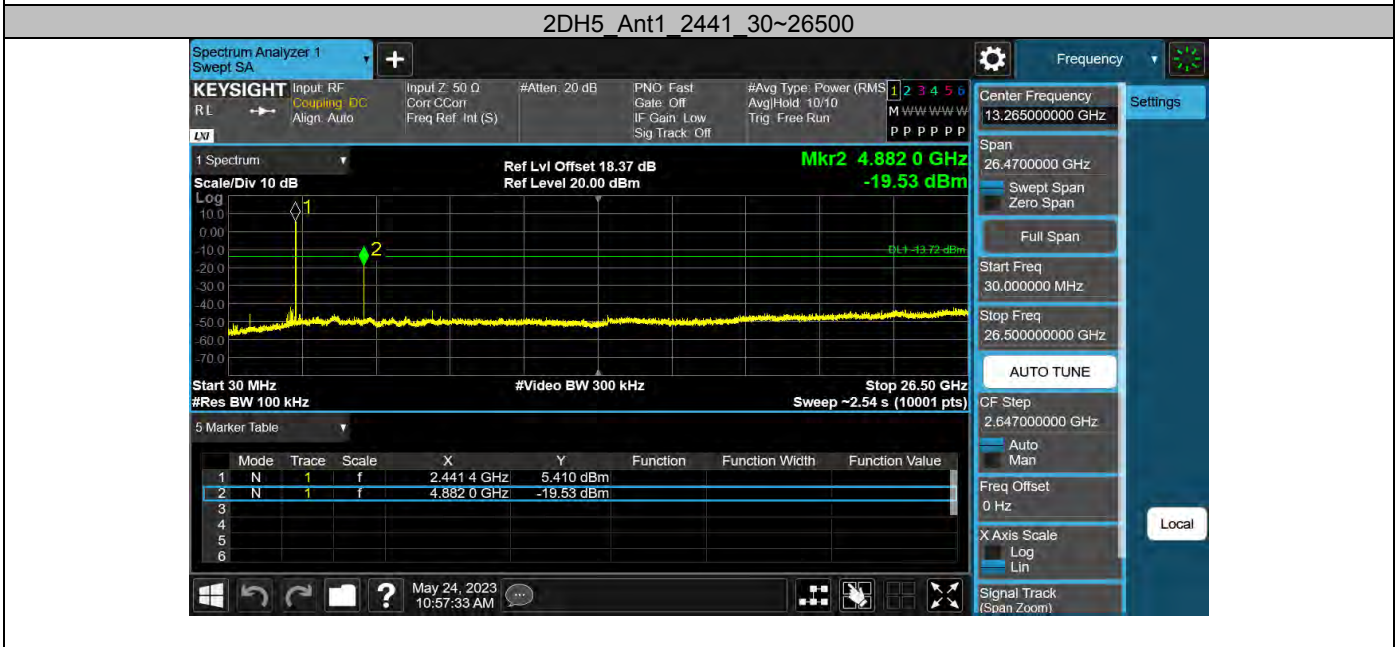 2DH5_Ant1_2441_30~26500
Spectrum Analyzer 1
Swept SA
+
Frequency
KEYSIGHT
RL
LXI
Input: RF
Coupling: DC
Align: Auto
Input Z: 50 Ω
Corr CCorr
Freq Ref: Int (S)
#Atten: 20 dB
PNO: Fast
Gate: Off
IF Gain: Low
Sig Track: Off
#Avg Type: Power (RMS
Avg|Hold: 10/10
Trig: Free Run
1 2 3 4 5 6
M W W W W W
P P P P P P
1 Spectrum
Scale/Div 10 dB
Log
Ref Lvl Offset 18.37 dB
Ref Level 20.00 dBm
Mkr2 4.882 0 GHz
-19.53 dBm
10.0
0.00
-10.0
-20.0
-30.0
-40.0
-50.0
-60.0
-70.0
1
2
DL1 -13.72 dBm
Start 30 MHz
#Res BW 100 kHz
#Video BW 300 kHz
Stop 26.50 GHz
Sweep ~2.54 s (10001 pts)
5 Marker Table
Mode Trace Scale X Y Function Function Width Function Value
1 N 1 f 2.441 4 GHz 5.410 dBm
2 N 1 f 4.882 0 GHz -19.53 dBm
3
4
5
6
May 24, 2023
10:57:33 AM
Center Frequency
13.265000000 GHz
Settings
Span
26.4700000 GHz
Swept Span
Zero Span
Full Span
Start Freq
30.000000 MHz
Stop Freq
26.500000000 GHz
AUTO TUNE
CF Step
2.647000000 GHz
Auto
Man
Freq Offset
0 Hz
Local
X Axis Scale
Log
Lin
Signal Track
(Span Zoom)